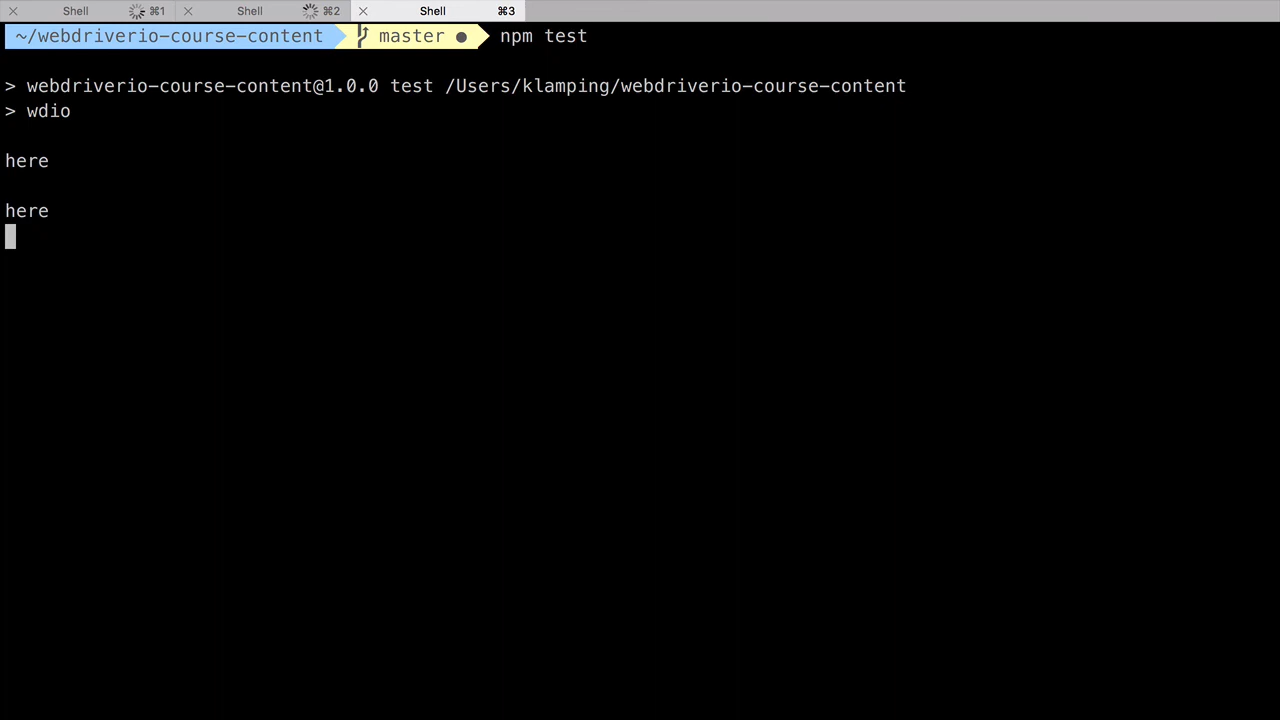 Shell ⌘1 Shell ⌘2 Shell ⌘3
~/webdriverio-course-content master ● npm test
> webdriverio-course-content@1.0.0 test /Users/klamping/webdriverio-course-content
> wdio
here
here